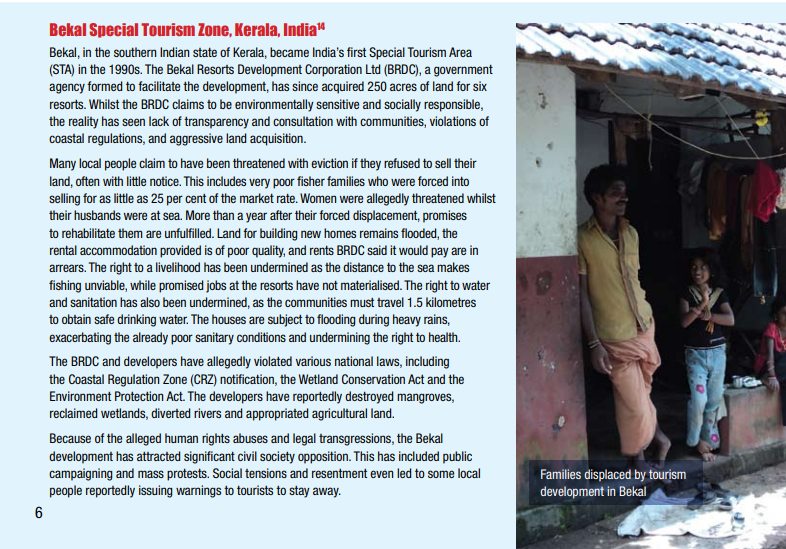 Bekal Special Tourism Zone, Kerala, India14
Bekal, in the southern Indian state of Kerala, became India's first Special Tourism Area
(STA) in the 1990s. The Bekal Resorts Development Corporation Ltd (BRDC), a government
agency formed to facilitate the development, has since acquired 250 acres of land for six
resorts. Whilst the BRDC claims to be environmentally sensitive and socially responsible,
the reality has seen lack of transparency and consultation with communities, violations of
coastal regulations, and aggressive land acquisition.
Many local people claim to have been threatened with eviction if they refused to sell their
land, often with little notice. This includes very poor fisher families who were forced into
selling for as little as 25 per cent of the market rate. Women were allegedly threatened whilst
their husbands were at sea. More than a year after their forced displacement, promises
to rehabilitate them are unfulfilled. Land for building new homes remains flooded, the
rental accommodation provided is of poor quality, and rents BRDC said it would pay are in
arrears. The right to a livelihood has been undermined as the distance to the sea makes
fishing unviable, while promised jobs at the resorts have not materialised. The right to water
and sanitation has also been undermined, as the communities must travel 1.5 kilometres
to obtain safe drinking water. The houses are subject to flooding during heavy rains,
exacerbating the already poor sanitary conditions and undermining the right to health.
The BRDC and developers have allegedly violated various national laws, including
the Coastal Regulation Zone (CRZ) notification, the Wetland Conservation Act and the
Environment Protection Act. The developers have reportedly destroyed mangroves,
reclaimed wetlands, diverted rivers and appropriated agricultural land.
Because of the alleged human rights abuses and legal transgressions, the Bekal
development has attracted significant civil society opposition. This has included public
campaigning and mass protests. Social tensions and resentment even led to some local
people reportedly issuing warnings to tourists to stay away.
6
Families displaced by tourism
development in Bekal